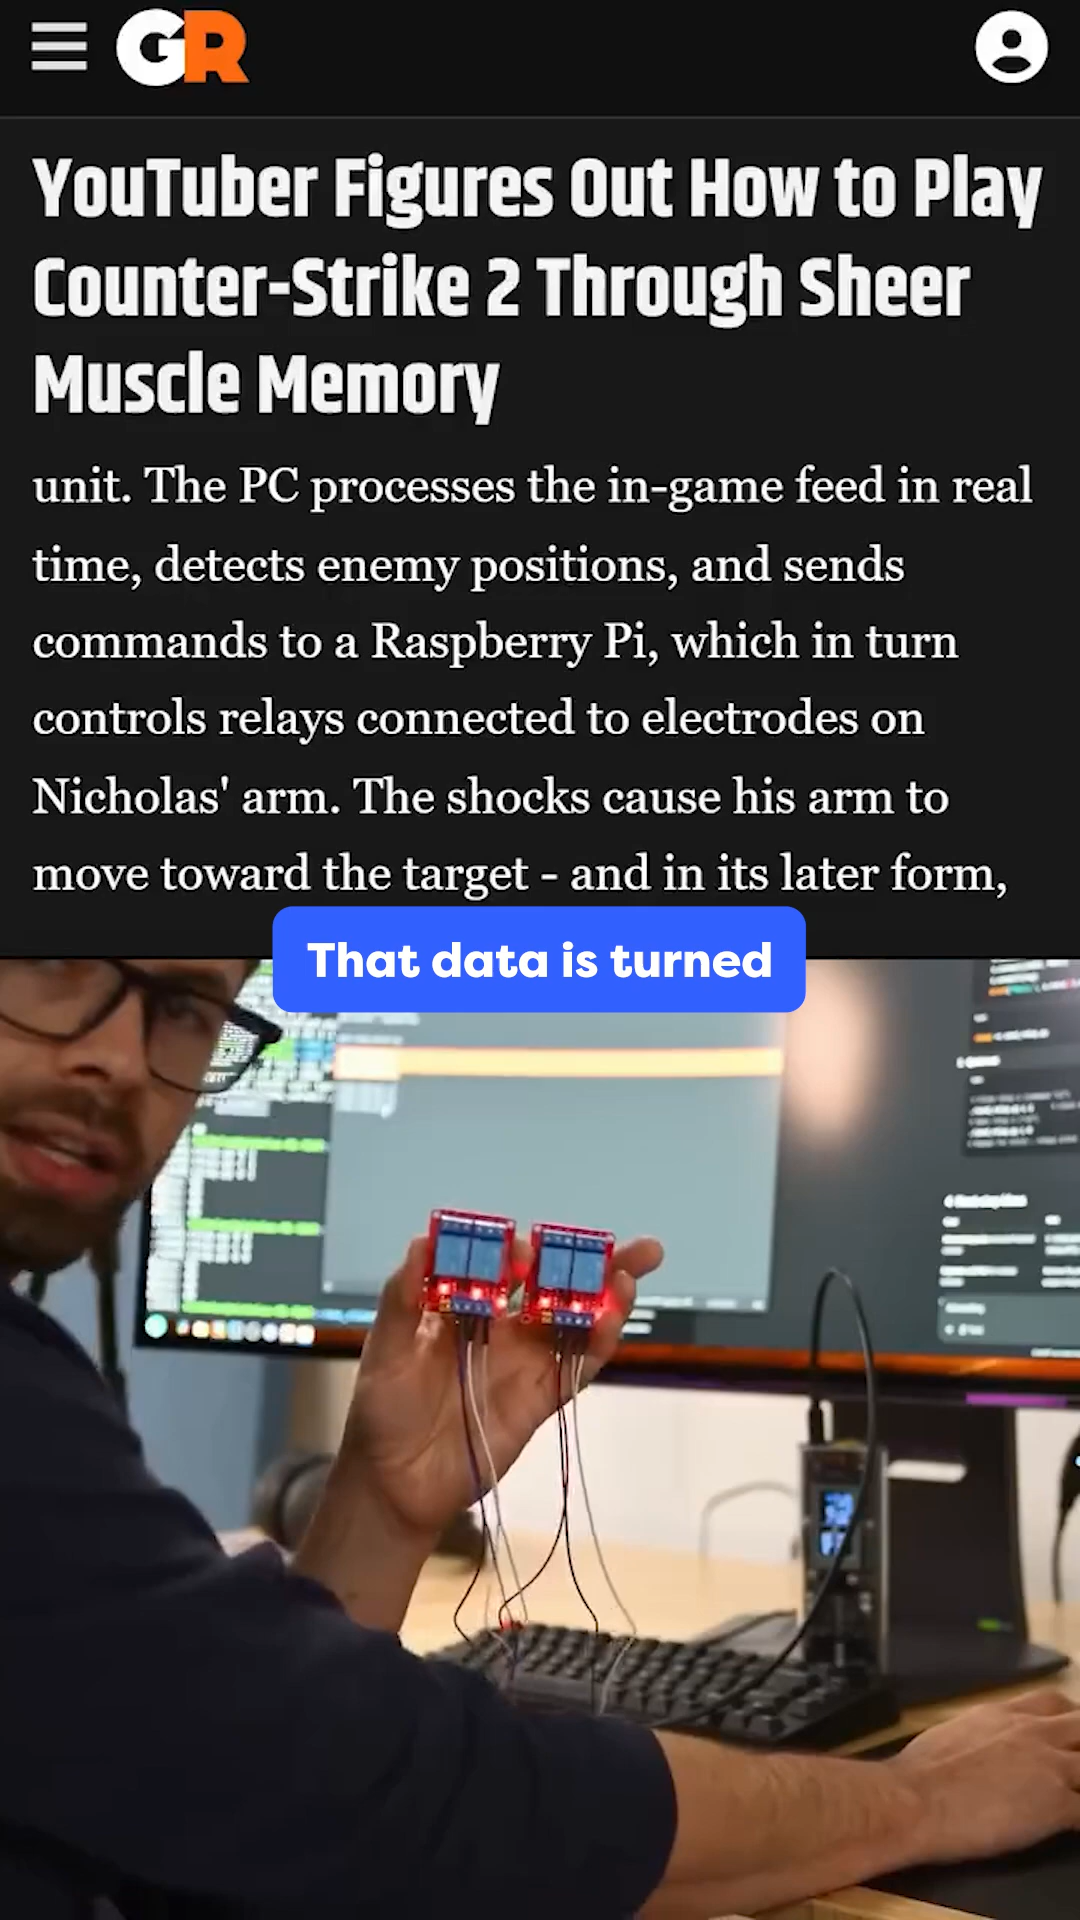 GR
YouTuber Figures Out How to Play
Counter-Strike 2 Through Sheer
Muscle Memory
unit. The PC processes the in-game feed in real
time, detects enemy positions, and sends
commands to a Raspberry Pi, which in turn
controls relays connected to electrodes on
Nicholas' arm. The shocks cause his arm to
move toward the target - and in its later form,
That data is turned